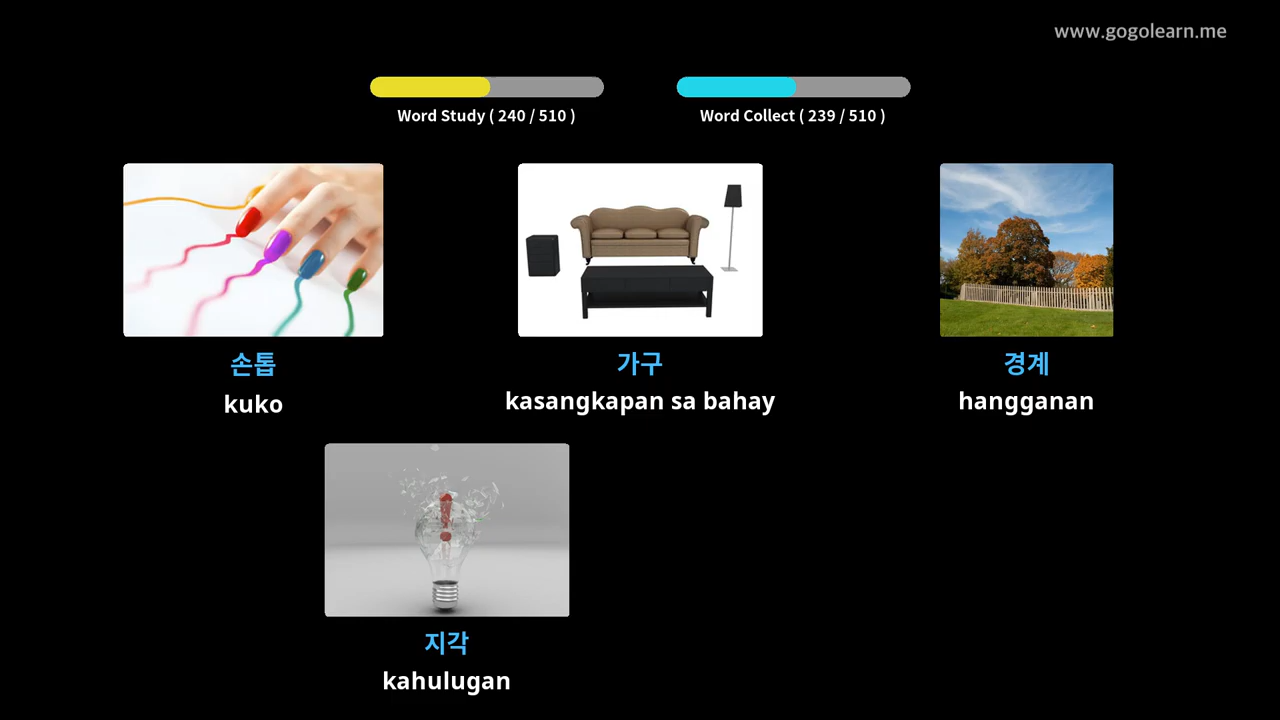 www.gogolearn.me
Word Study ( 240 / 510 )
Word Collect ( 239 / 510 )
손톱
kuko
가구
kasangkapan sa bahay
경계
hangganan
지각
kahulugan